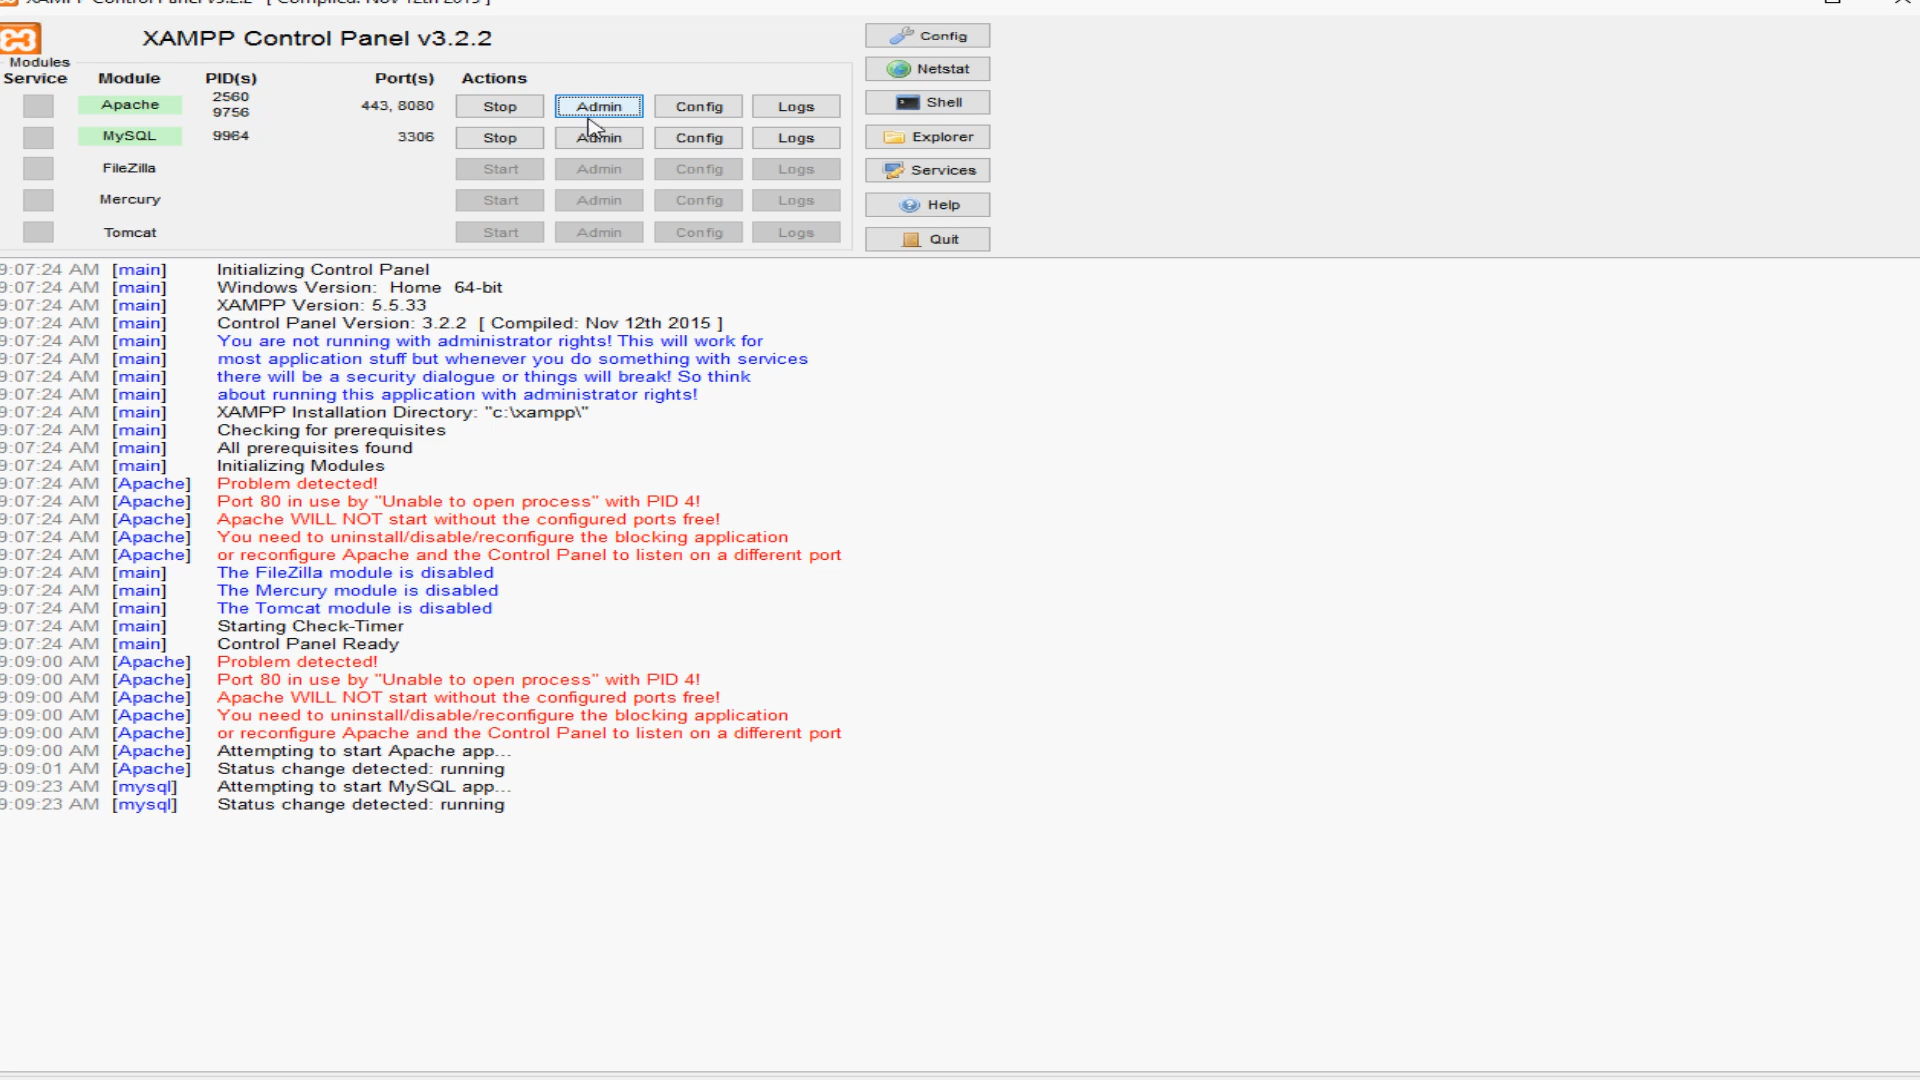 XAMPP Control Panel v3.2.2 [ Compiled: Nov 12th 2015 ]
XAMPP Control Panel v3.2.2
Modules
Service Module PID(s) Port(s) Actions
Apache 2560 9756 443, 8080 Stop Admin Config Logs
MySQL 9964 3306 Stop Admin Config Logs
FileZilla Start Admin Config Logs
Mercury Start Admin Config Logs
Tomcat Start Admin Config Logs
Config
Netstat
Shell
Explorer
Services
Help
Quit
9:07:24 AM [main] Initializing Control Panel
9:07:24 AM [main] Windows Version: Home 64-bit
9:07:24 AM [main] XAMPP Version: 5.5.33
9:07:24 AM [main] Control Panel Version: 3.2.2 [ Compiled: Nov 12th 2015 ]
9:07:24 AM [main] You are not running with administrator rights! This will work for
9:07:24 AM [main] most application stuff but whenever you do something with services
9:07:24 AM [main] there will be a security dialogue or things will break! So think
9:07:24 AM [main] about running this application with administrator rights!
9:07:24 AM [main] XAMPP Installation Directory: "c:\xampp\"
9:07:24 AM [main] Checking for prerequisites
9:07:24 AM [main] All prerequisites found
9:07:24 AM [main] Initializing Modules
9:07:24 AM [Apache] Problem detected!
9:07:24 AM [Apache] Port 80 in use by "Unable to open process" with PID 4!
9:07:24 AM [Apache] Apache WILL NOT start without the configured ports free!
9:07:24 AM [Apache] You need to uninstall/disable/reconfigure the blocking application
9:07:24 AM [Apache] or reconfigure Apache and the Control Panel to listen on a different port
9:07:24 AM [main] The FileZilla module is disabled
9:07:24 AM [main] The Mercury module is disabled
9:07:24 AM [main] The Tomcat module is disabled
9:07:24 AM [main] Starting Check-Timer
9:07:24 AM [main] Control Panel Ready
9:09:00 AM [Apache] Problem detected!
9:09:00 AM [Apache] Port 80 in use by "Unable to open process" with PID 4!
9:09:00 AM [Apache] Apache WILL NOT start without the configured ports free!
9:09:00 AM [Apache] You need to uninstall/disable/reconfigure the blocking application
9:09:00 AM [Apache] or reconfigure Apache and the Control Panel to listen on a different port
9:09:00 AM [Apache] Attempting to start Apache app...
9:09:01 AM [Apache] Status change detected: running
9:09:23 AM [mysql] Attempting to start MySQL app...
9:09:23 AM [mysql] Status change detected: running